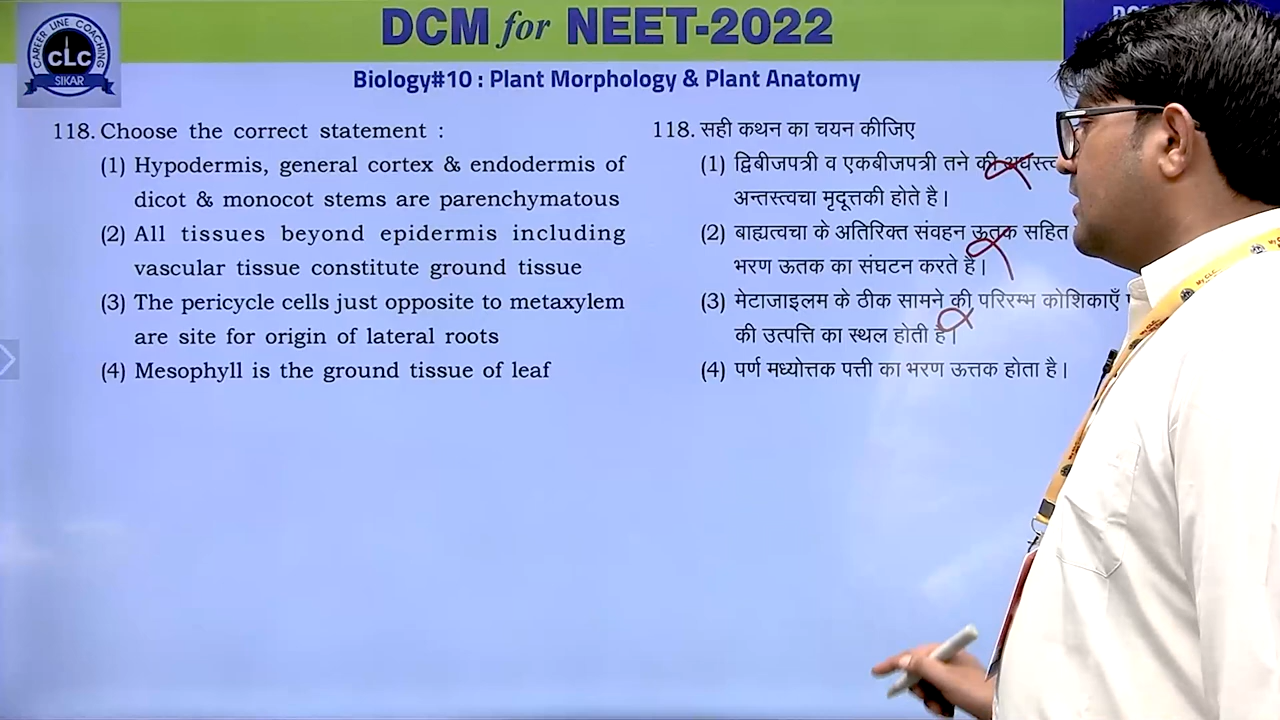 CAREER LINE COACHING
CLC
SIKAR
DCM for NEET-2022
Biology#10 : Plant Morphology & Plant Anatomy
118. Choose the correct statement :
(1) Hypodermis, general cortex & endodermis of
dicot & monocot stems are parenchymatous
(2) All tissues beyond epidermis including
vascular tissue constitute ground tissue
(3) The pericycle cells just opposite to metaxylem
are site for origin of lateral roots
(4) Mesophyll is the ground tissue of leaf
118. सही कथन का चयन कीजिए
(1) द्विबीजपत्री व एकबीजपत्री तने की
अन्तस्त्वचा मृदूत्तकी होते है।
(2) बाह्यत्वचा के अतिरिक्त संवहन ऊतक सहित
भरण ऊतक का संघटन करते है।
(3) मेटाजाइलम के ठीक सामने की परिरम्भ कोशिकाएँ
की उत्पत्ति का स्थल होती है।
(4) पर्ण मध्योत्तक पत्ती का भरण ऊत्तक होता है।